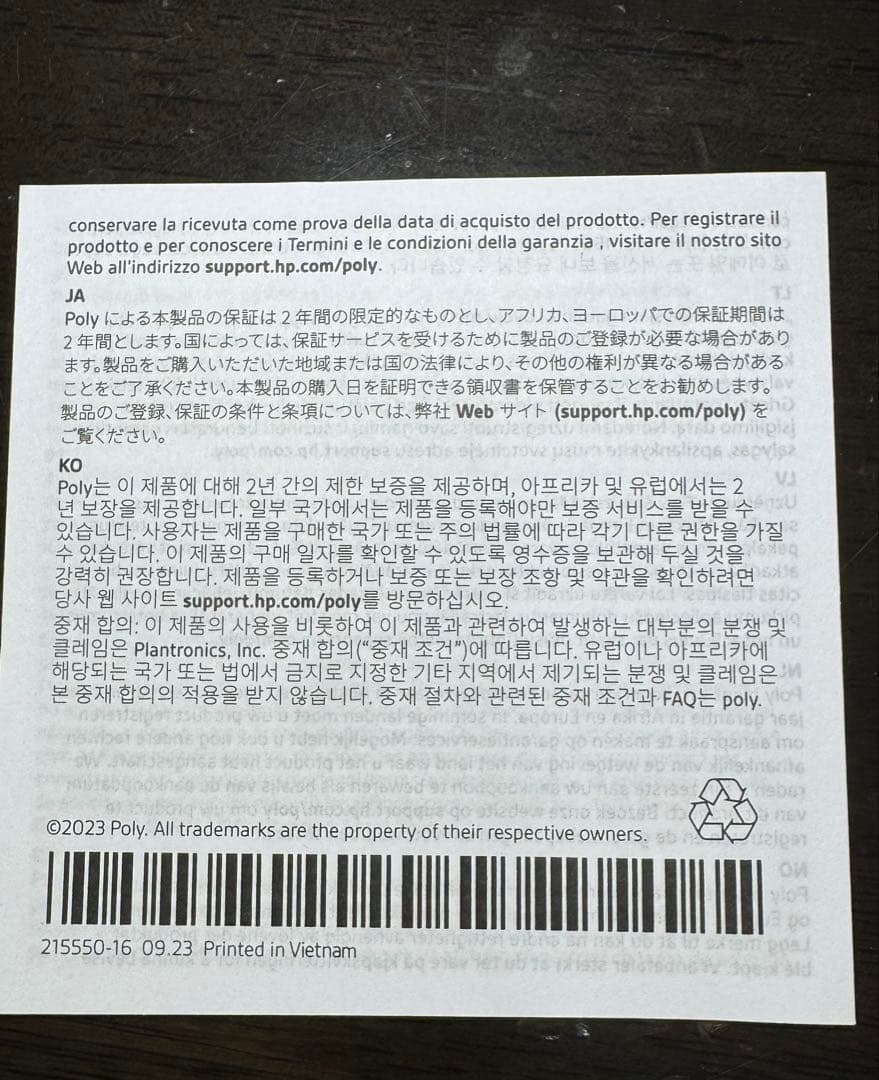 conservare la ricevuta come prova della data di acquisto del prodotto. Per registrare il
prodotto e per conoscere i Termini e le condizioni della garanzia , visitare il nostro sito
Web all'indirizzo support.hp.com/poly.
JA
Poly による本製品の保証は 2 年間の限定的なものとし、アフリカ、ヨーロッパでの保証期間は
2 年間とします。国によっては、保証サービスを受けるために製品のご登録が必要な場合があり
ます。製品をご購入いただいた地域または国の法律により、その他の権利が異なる場合がある
ことをご了承ください。本製品の購入日を証明できる領収書を保管することをお勧めします。
製品のご登録、保証の条件と条項については、弊社 Web サイト (support.hp.com/poly) を
ご覧ください。
KO
Poly는 이 제품에 대해 2년 간의 제한 보증을 제공하며, 아프리카 및 유럽에서는 2
년 보장을 제공합니다. 일부 국가에서는 제품을 등록해야만 보증 서비스를 받을 수
있습니다. 사용자는 제품을 구매한 국가 또는 주의 법률에 따라 각기 다른 권한을 가질
수 있습니다. 이 제품의 구매 일자를 확인할 수 있도록 영수증을 보관해 두실 것을
강력히 권장합니다. 제품을 등록하거나 보증 또는 보장 조항 및 약관을 확인하려면
당사 웹 사이트 support.hp.com/poly를 방문하십시오.
중재 합의: 이 제품의 사용을 비롯하여 이 제품과 관련하여 발생하는 대부분의 분쟁 및
클레임은 Plantronics, Inc. 중재 합의(“중재 조건”)에 따릅니다. 유럽이나 아프리카에
해당되는 국가 또는 법에서 금지로 지정한 기타 지역에서 제기되는 분쟁 및 클레임은
본 중재 합의의 적용을 받지 않습니다. 중재 절차와 관련된 중재 조건과 FAQ는 poly.
©2023 Poly. All trademarks are the property of their respective owners.
215550-16 09.23 Printed in Vietnam